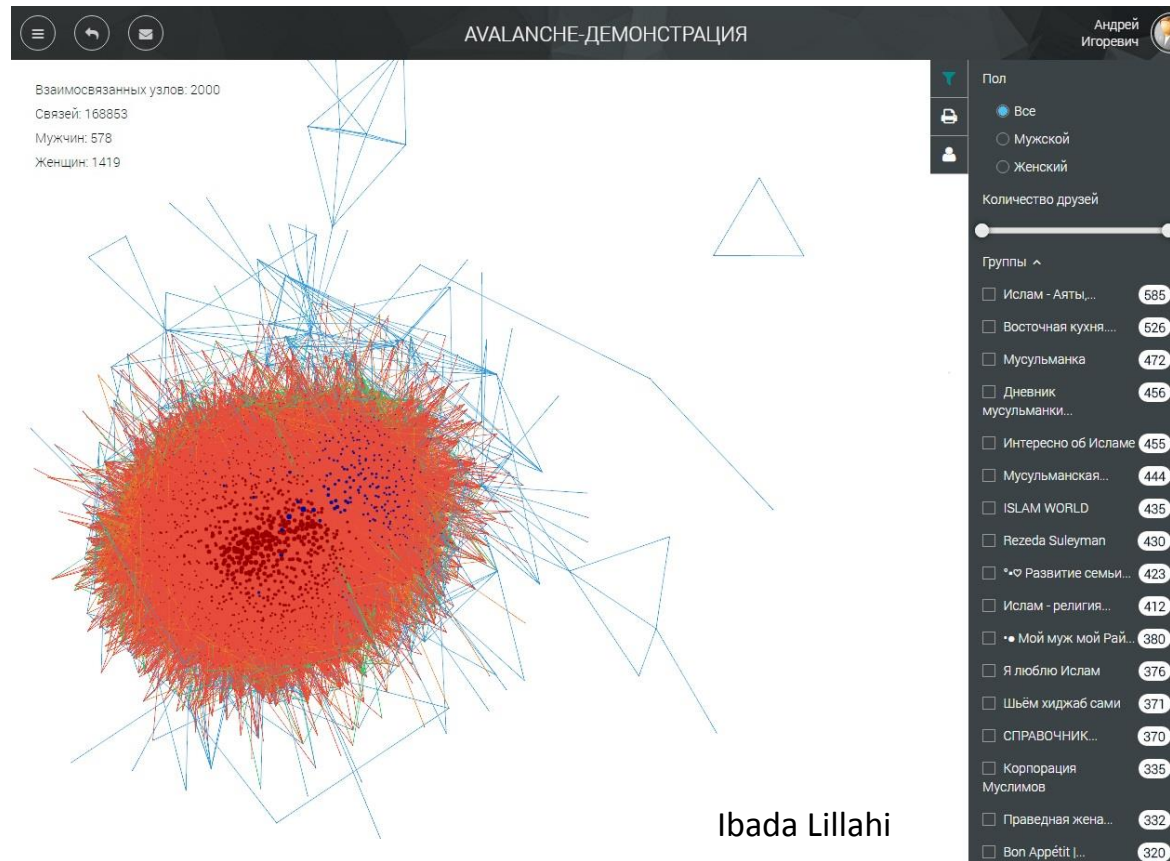 AVALANCHE-ДЕМОНСТРАЦИЯ
Андрей
Игоревич
Взаимосвязанных узлов: 2000
Связей: 168853
Мужчин: 578
Женщин: 1419
Пол
Все
Мужской
Женский
Количество друзей
Группы
Ислам - Аяты,... 585
Восточная кухня.... 526
Мусульманка 472
Дневник 456
мусульманки...
Интересно об Исламе 455
Мусульманская... 444
ISLAM WORLD 435
Rezeda Suleyman 430
°•♡ Развитие семьи... 423
Ислам - религия... 412
•● Мой муж мой Рай... 380
Я люблю Ислам 376
Шьём хиджаб сами 371
СПРАВОЧНИК... 370
Корпорация 335
Муслимов
Праведная жена... 332
Bon Appétit |... 320
Ibada Lillahi